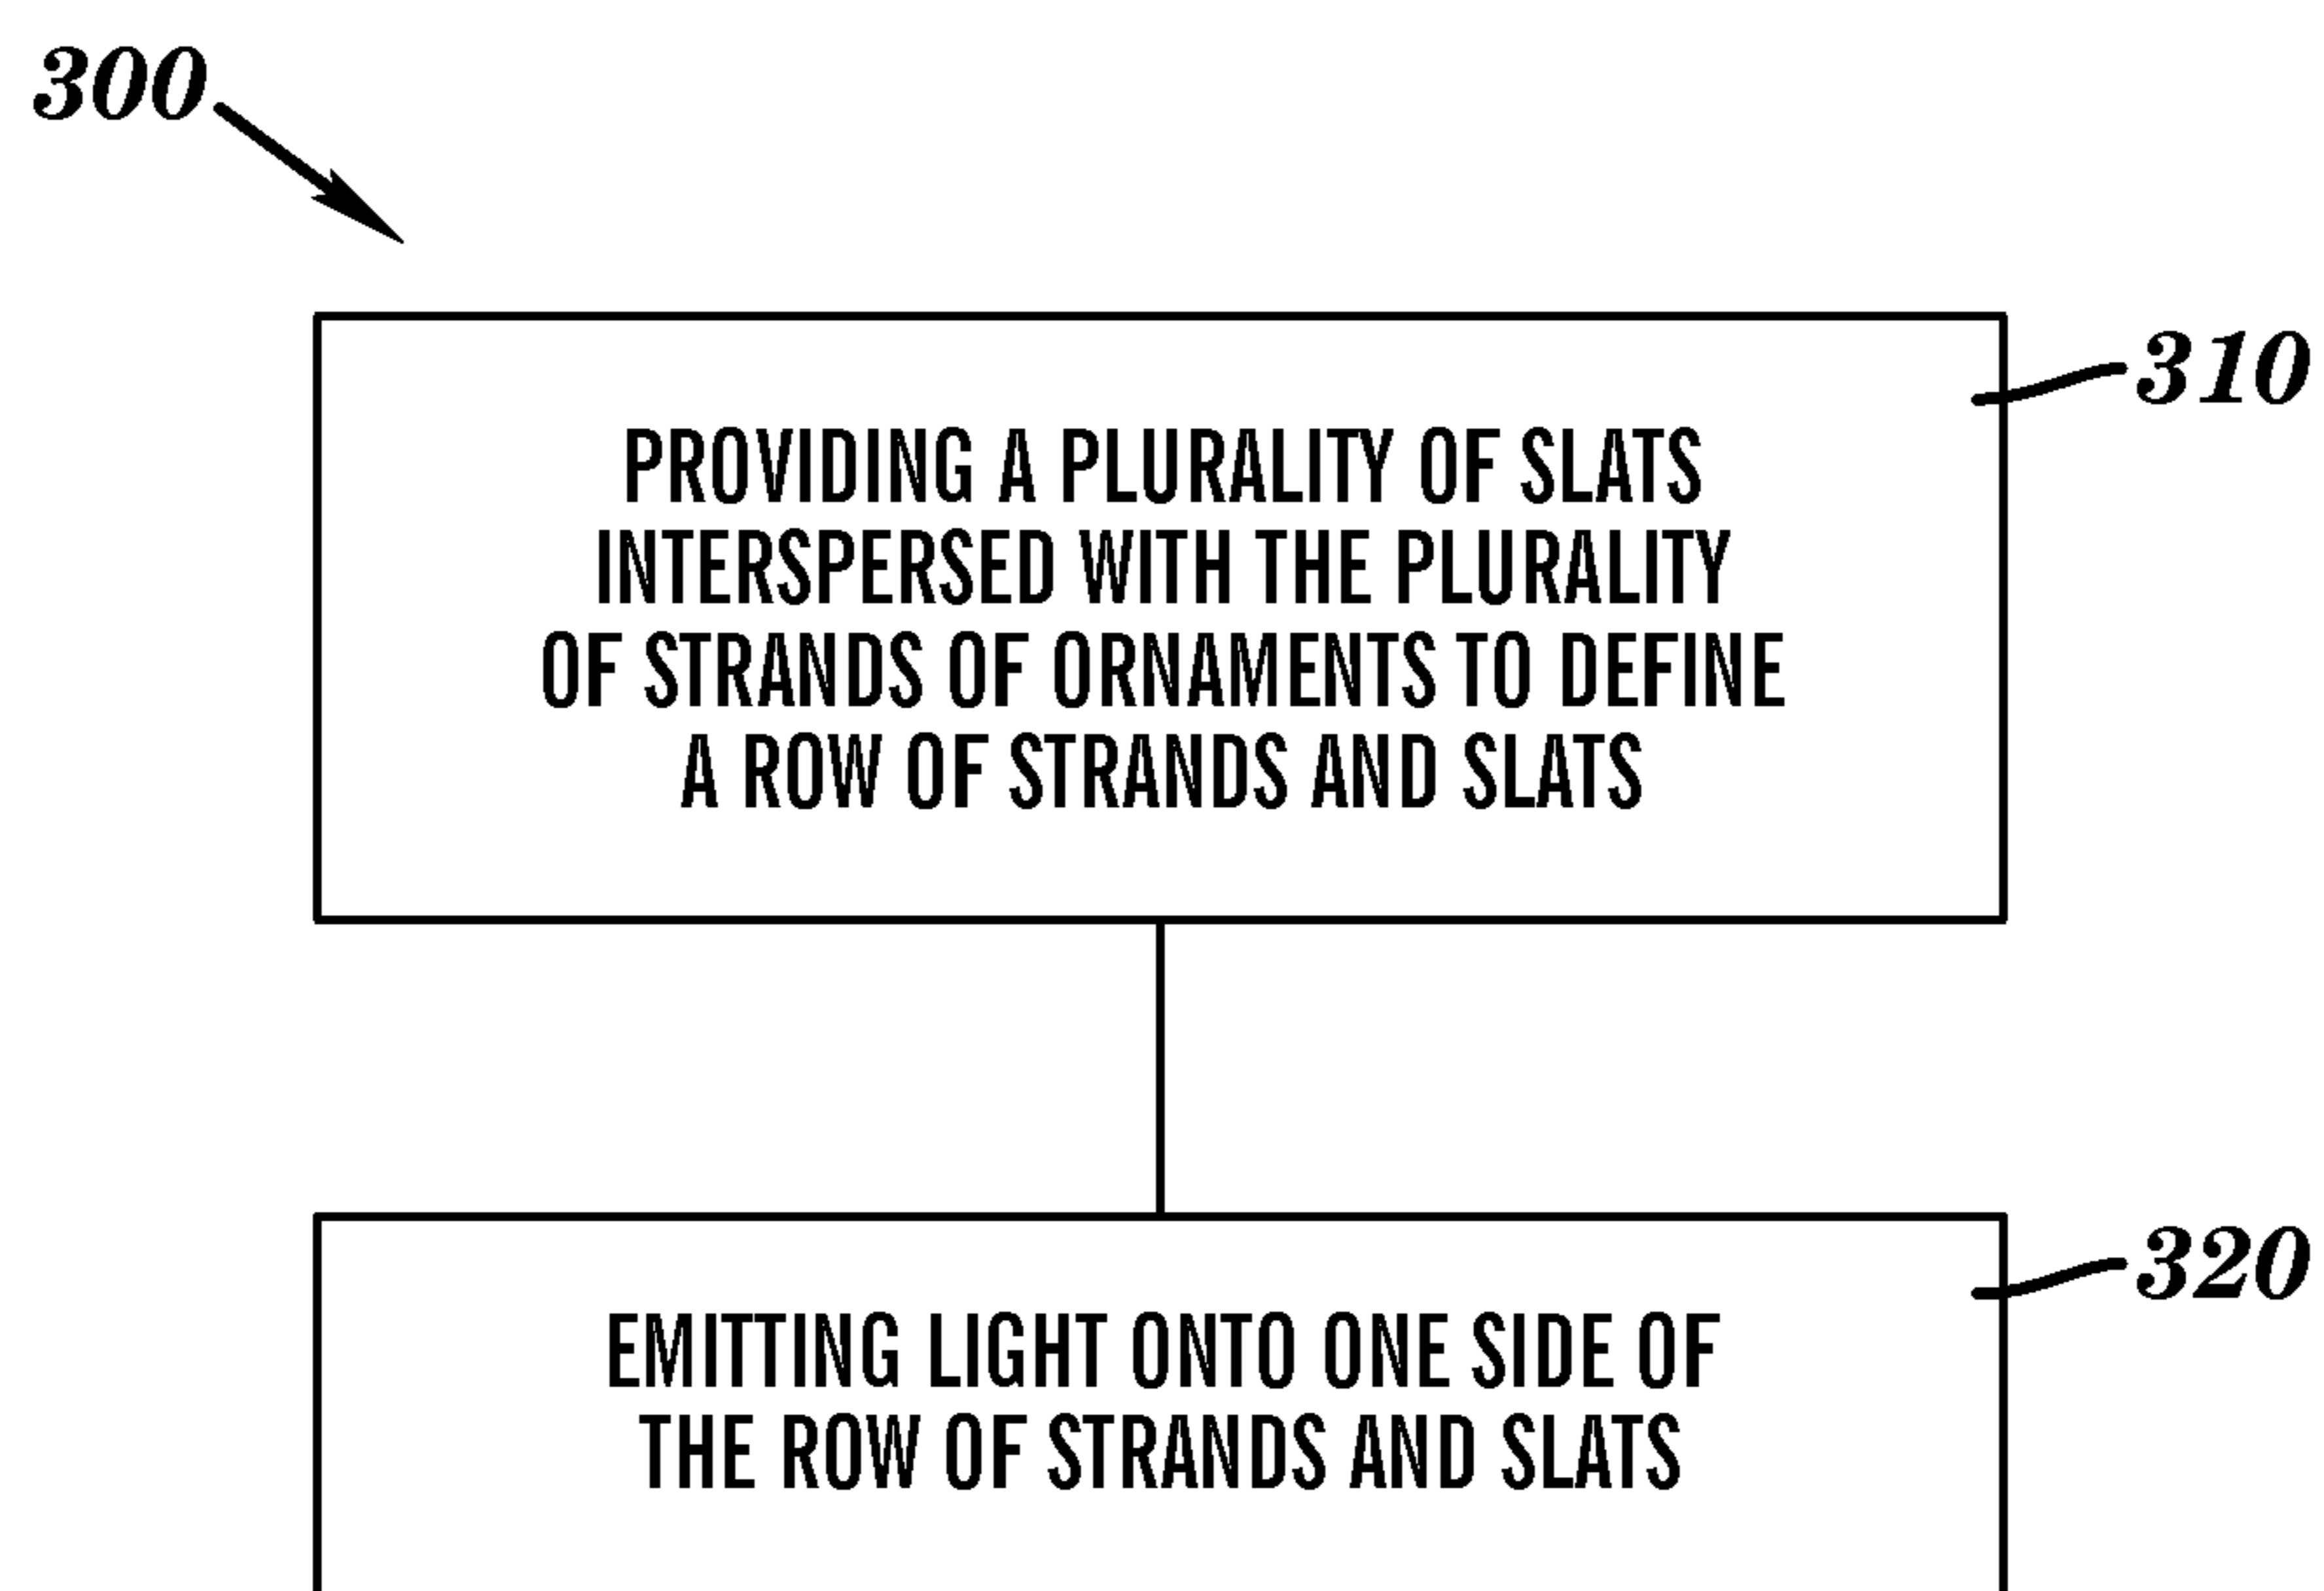 300
310
PROVIDING A PLURALITY OF SLATS
INTERSPERSED WITH THE PLURALITY
OF STRANDS OF ORNAMENTS TO DEFINE
A ROW OF STRANDS AND SLATS
320
EMITTING LIGHT ONTO ONE SIDE OF
THE ROW OF STRANDS AND SLATS